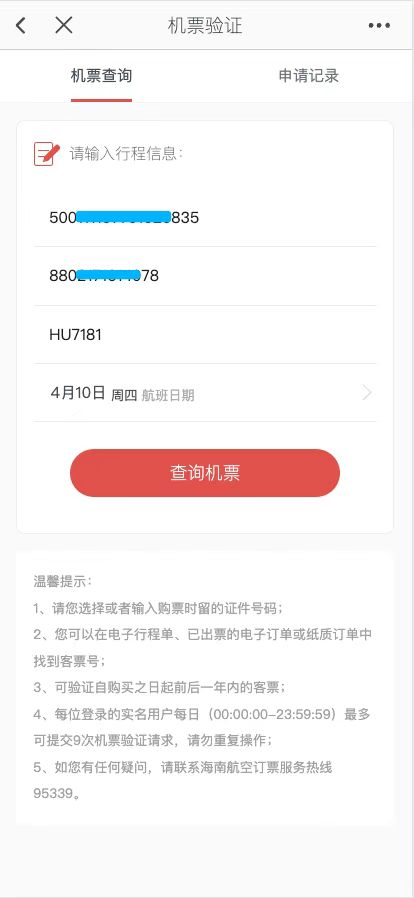 机票验证
机票查询 申请记录
请输入行程信息：
500 835
880 078
HU7181
4月10日 周四 航班日期
查询机票
温馨提示：
1、请您选择或者输入购票时留的证件号码；
2、您可以在电子行程单、已出票的电子订单或纸质订单中
找到客票号；
3、可验证自购买之日起前后一年内的客票；
4、每位登录的实名用户每日（00:00:00-23:59:59）最多
可提交9次机票验证请求，请勿重复操作；
5、如您有任何疑问，请联系海南航空订票服务热线
95339。